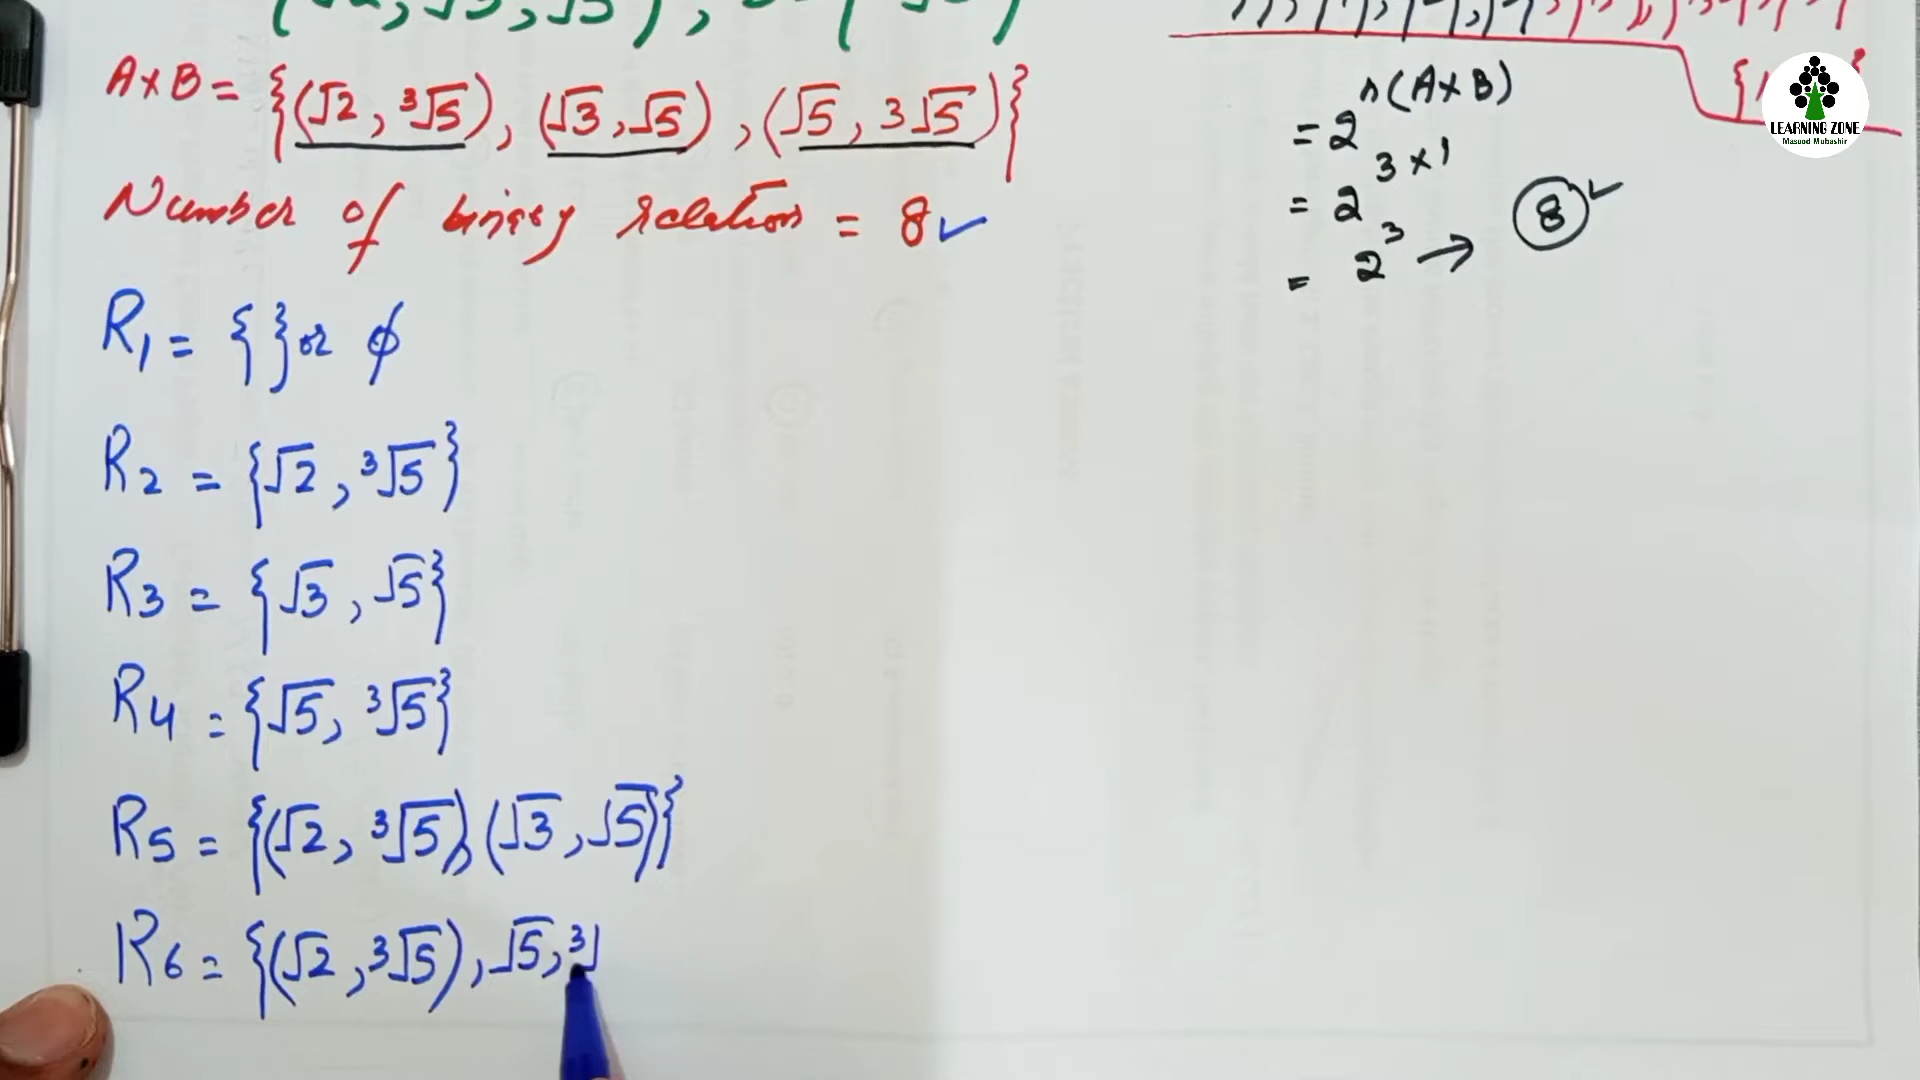 A×B = {(√2, ³√5), (√3, √5), (√5, ³√5)}
Number of binary relation = 8 ✓
R1 = { } or ϕ
R2 = {√2, ³√5}
R3 = {√3, √5}
R4 = {√5, ³√5}
R5 = {(√2, ³√5), (√3, √5)}
R6 = {(√2, ³√5), √5, ³√
= 2^n(A×B)
= 2^3×1
= 2^3 → 8 ✓
LEARNING ZONE
Masood Mubashir